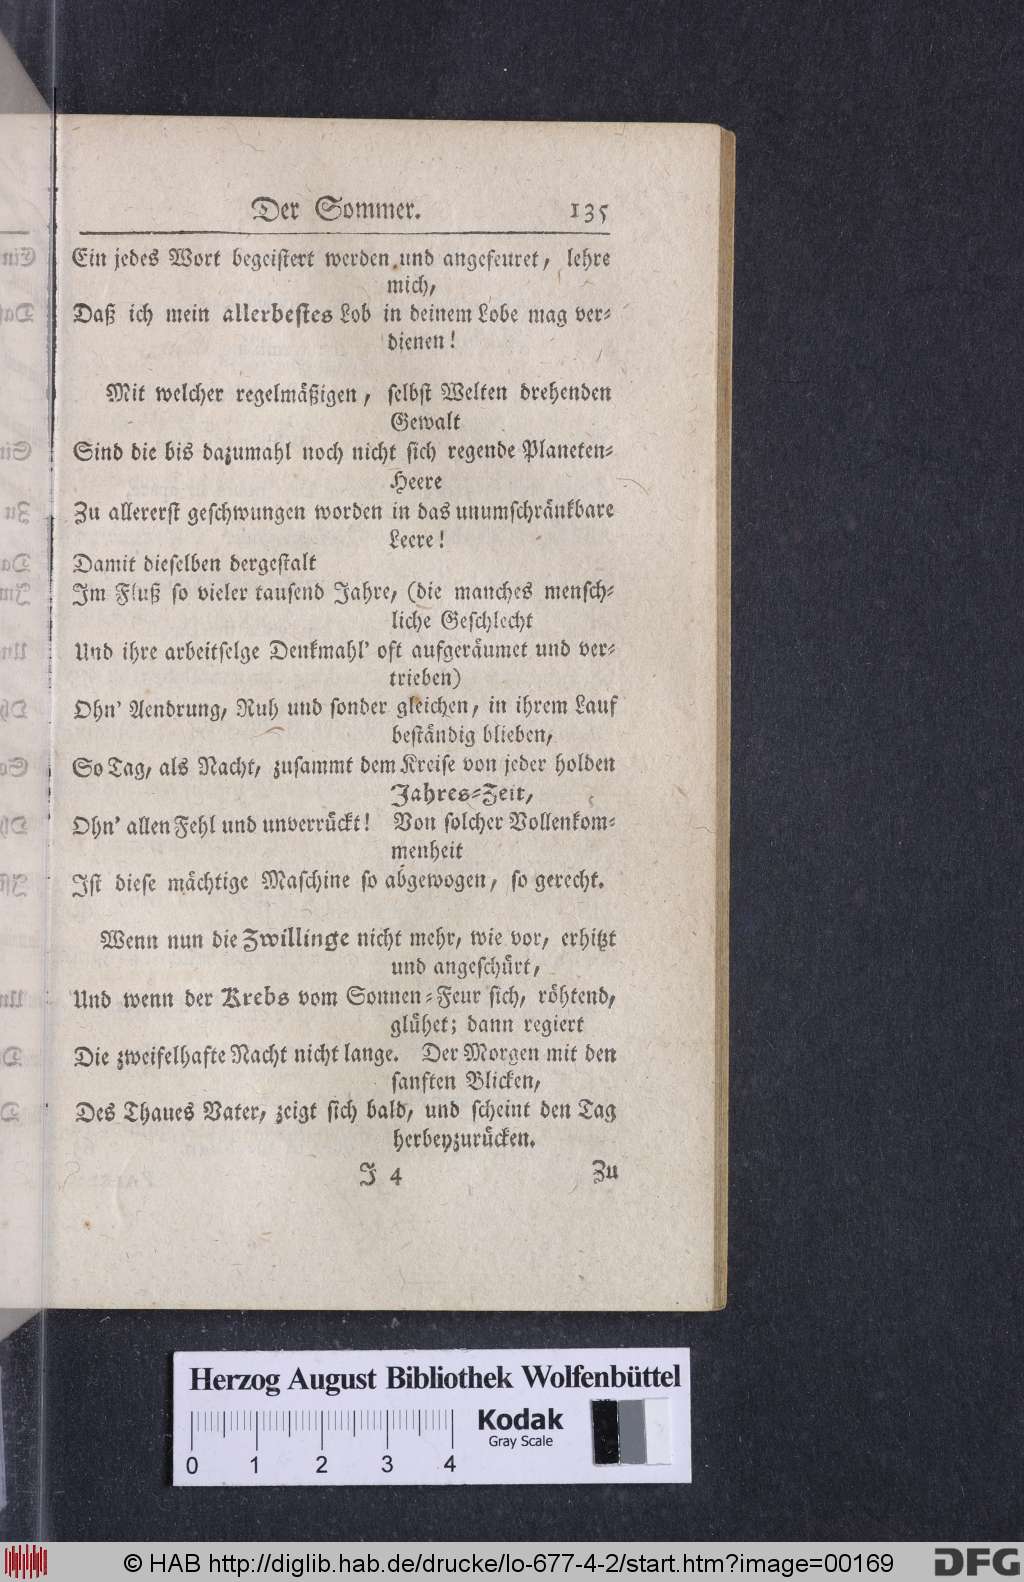 Der Sommer. 135
Ein jedes Wort begeistert werden und angefeuret, lehre
mich,
Daß ich mein allerbestes Lob in deinem Lobe mag ver-
dienen!
Mit welcher regelmäßigen, selbst Welten drehenden
Gewalt
Sind die bis dazumahl noch nicht sich regende Planeten-
Heere
Zu allererst geschwungen worden in das unumschränkbare
Leere!
Damit dieselben dergestalt
Im Fluß so vieler tausend Jahre, (die manches mensch-
liche Geschlecht
Und ihre arbeitselge Denkmahl' oft aufgeräumet und ver-
trieben)
Ohn' Aendrung, Ruh und sonder gleichen, in ihrem Lauf
beständig blieben,
So Tag, als Nacht, zusammt dem Kreise von jeder holden
Jahres-Zeit,
Ohn' allen Fehl und unverrückt! Von solcher Vollenkom-
menheit
Ist diese mächtige Maschine so abgewogen, so gerecht.
Wenn nun die Zwillinge nicht mehr, wie vor, erhitzt
und angeschürt,
Und wenn der Krebs vom Sonnen-Feur sich, röhtend,
glühet; dann regiert
Die zweifelhafte Nacht nicht lange. Der Morgen mit den
sanften Blicken,
Des Thaues Vater, zeigt sich bald, und scheint den Tag
herbeyzurücken.
J 4 Zu
Herzog August Bibliothek Wolfenbüttel
Kodak
Gray Scale
0 1 2 3 4
© HAB http://diglib.hab.de/drucke/lo-677-4-2/start.htm?image=00169
DFG